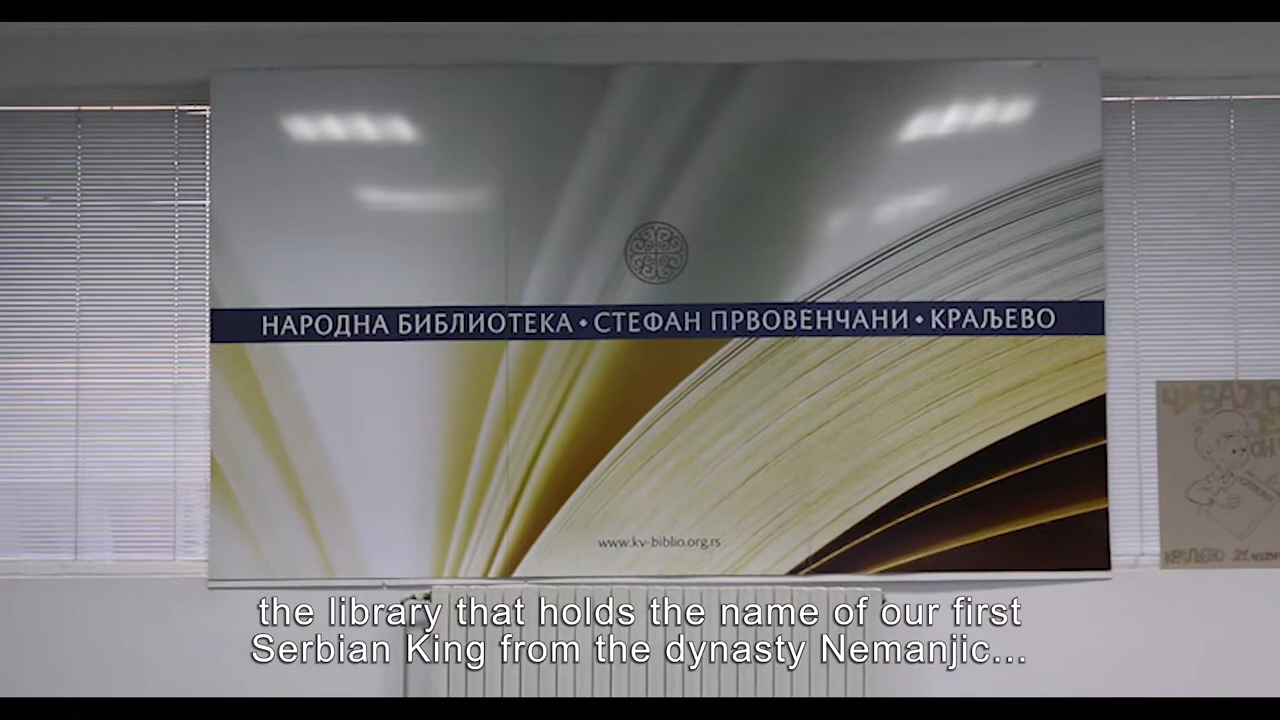 НАРОДНА БИБЛИОТЕКА • СТЕФАН ПРВОВЕНЧАНИ • КРАЉЕВО
www.kv-biblio.org.rs
КРАЉЕВО
the library that holds the name of our first
Serbian King from the dynasty Nemanjic...